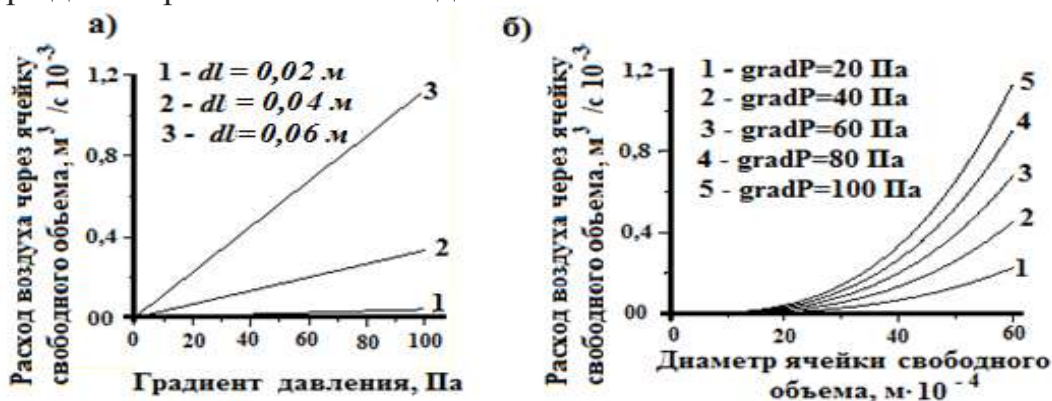 а)
Расход воздуха через ячейку
свободного обьема, м³ /с 10⁻³
1,2
0,8
0,4
00
1 - dl = 0,02 м
2 - dl = 0,04 м
3 - dl=0,06 м
3
2
1
20 40 60 80 100
Градиент давления, Па
б)
Расход воздуха через ячейку
свободного обьема, м³ /с 10⁻³
1,2
0,8
0,4
00
1 - gradP=20 Па
2 - gradP=40 Па
3 - gradP=60 Па
4 - gradP=80 Па
5 - gradP=100 Па
5
4
3
2
1
0 20 40 60
Диаметр ячейки свободного
объема, м·10⁻⁴